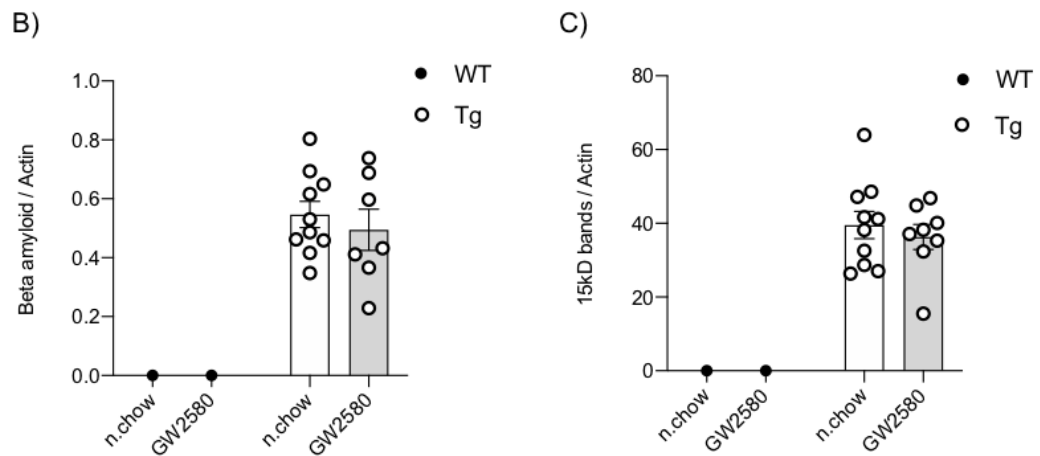 B)
Beta amyloid / Actin
1.0
0.8
0.6
0.4
0.2
0.0
WT
Tg
n.chow
GW2580
n.chow
GW2580
C)
15kD bands / Actin
80
60
40
20
0
WT
Tg
n.chow
GW2580
n.chow
GW2580